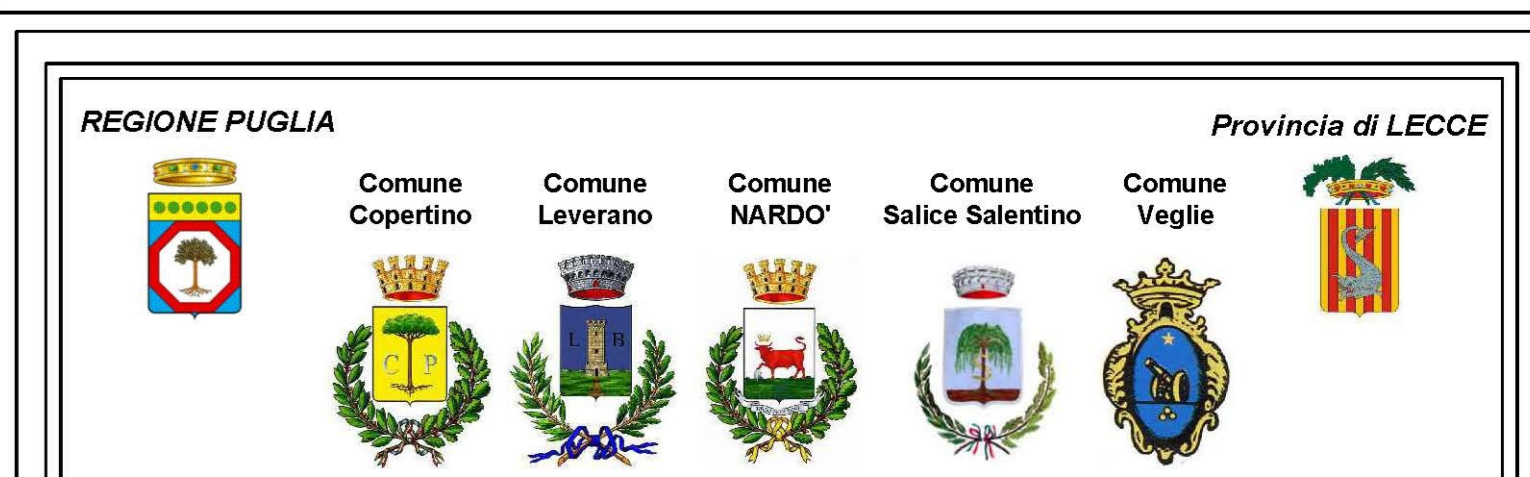 REGIONE PUGLIA
Provincia di LECCE
Comune
Copertino
Comune
Leverano
Comune
NARDO'
Comune
Salice Salentino
Comune
Veglie
C P
L B